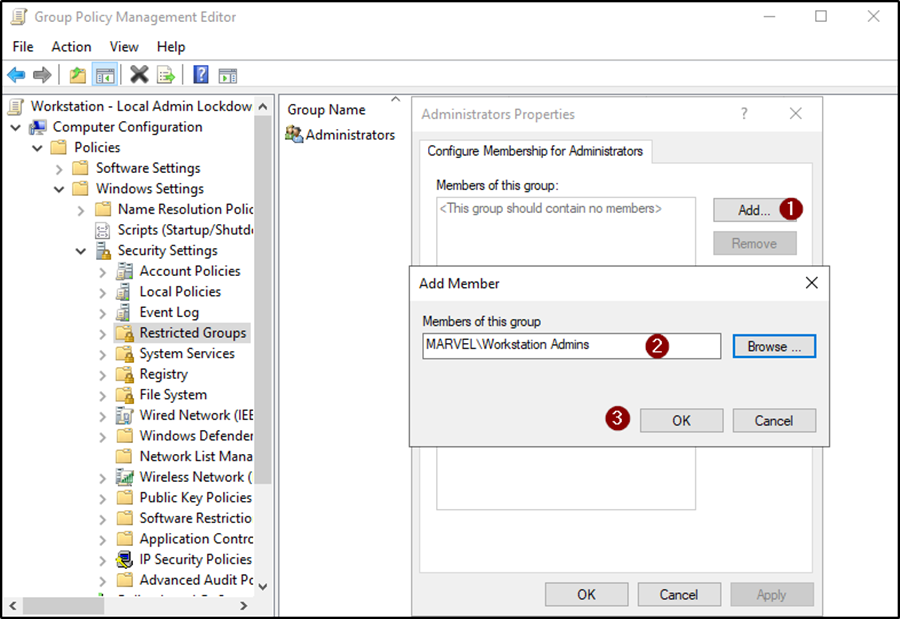 Group Policy Management Editor
File Action View Help
Workstation - Local Admin Lockdow
Computer Configuration
Policies
Software Settings
Windows Settings
Name Resolution Polic
Scripts (Startup/Shutdo
Security Settings
Account Policies
Local Policies
Event Log
Restricted Groups
System Services
Registry
File System
Wired Network (IEE
Windows Defender
Network List Mana
Wireless Network (
Public Key Policies
Software Restrictio
Application Contro
IP Security Policies
Advanced Audit Po
Group Name
Administrators
Administrators Properties
?
Configure Membership for Administrators
Members of this group:
<This group should contain no members>
Add... 1
Remove
Add Member
Members of this group
MARVEL\Workstation Admins 2
Browse ...
3 OK Cancel
OK Cancel Apply